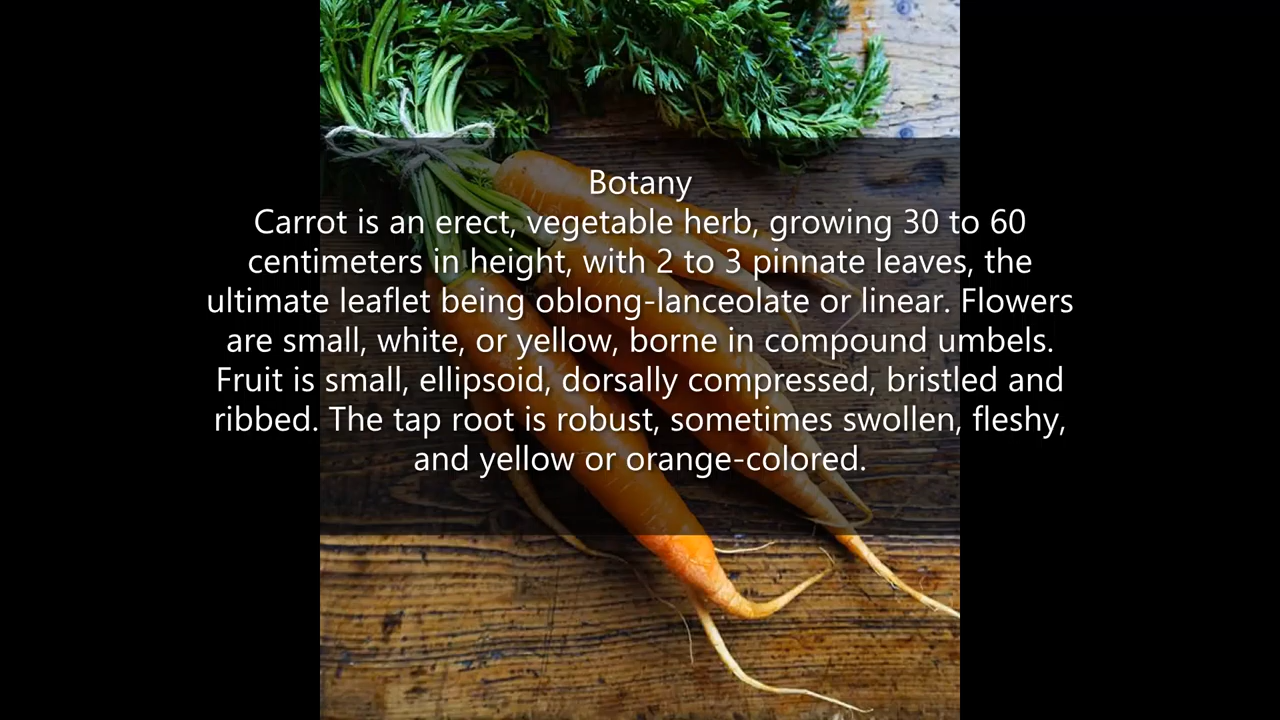 Botany
Carrot is an erect, vegetable herb, growing 30 to 60
centimeters in height, with 2 to 3 pinnate leaves, the
ultimate leaflet being oblong-lanceolate or linear. Flowers
are small, white, or yellow, borne in compound umbels.
Fruit is small, ellipsoid, dorsally compressed, bristled and
ribbed. The tap root is robust, sometimes swollen, fleshy,
and yellow or orange-colored.